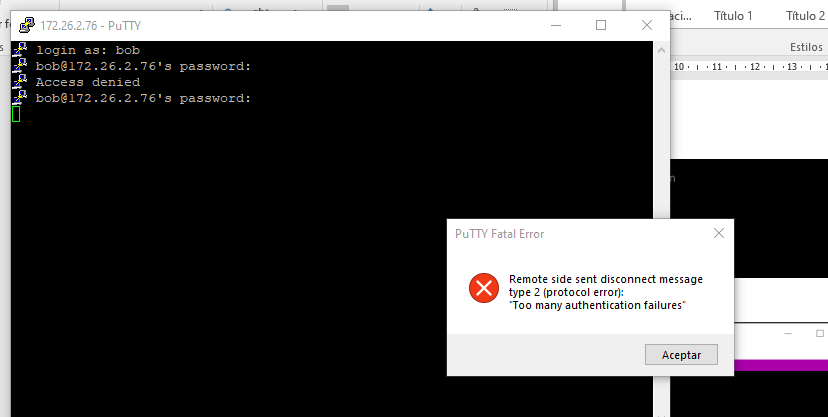 172.26.2.76 - PuTTY
login as: bob
bob@172.26.2.76's password:
Access denied
bob@172.26.2.76's password:
Título 1
Título 2
Estilos
10 11 12 13
PuTTY Fatal Error
Remote side sent disconnect message
type 2 (protocol error):
"Too many authentication failures"
Aceptar